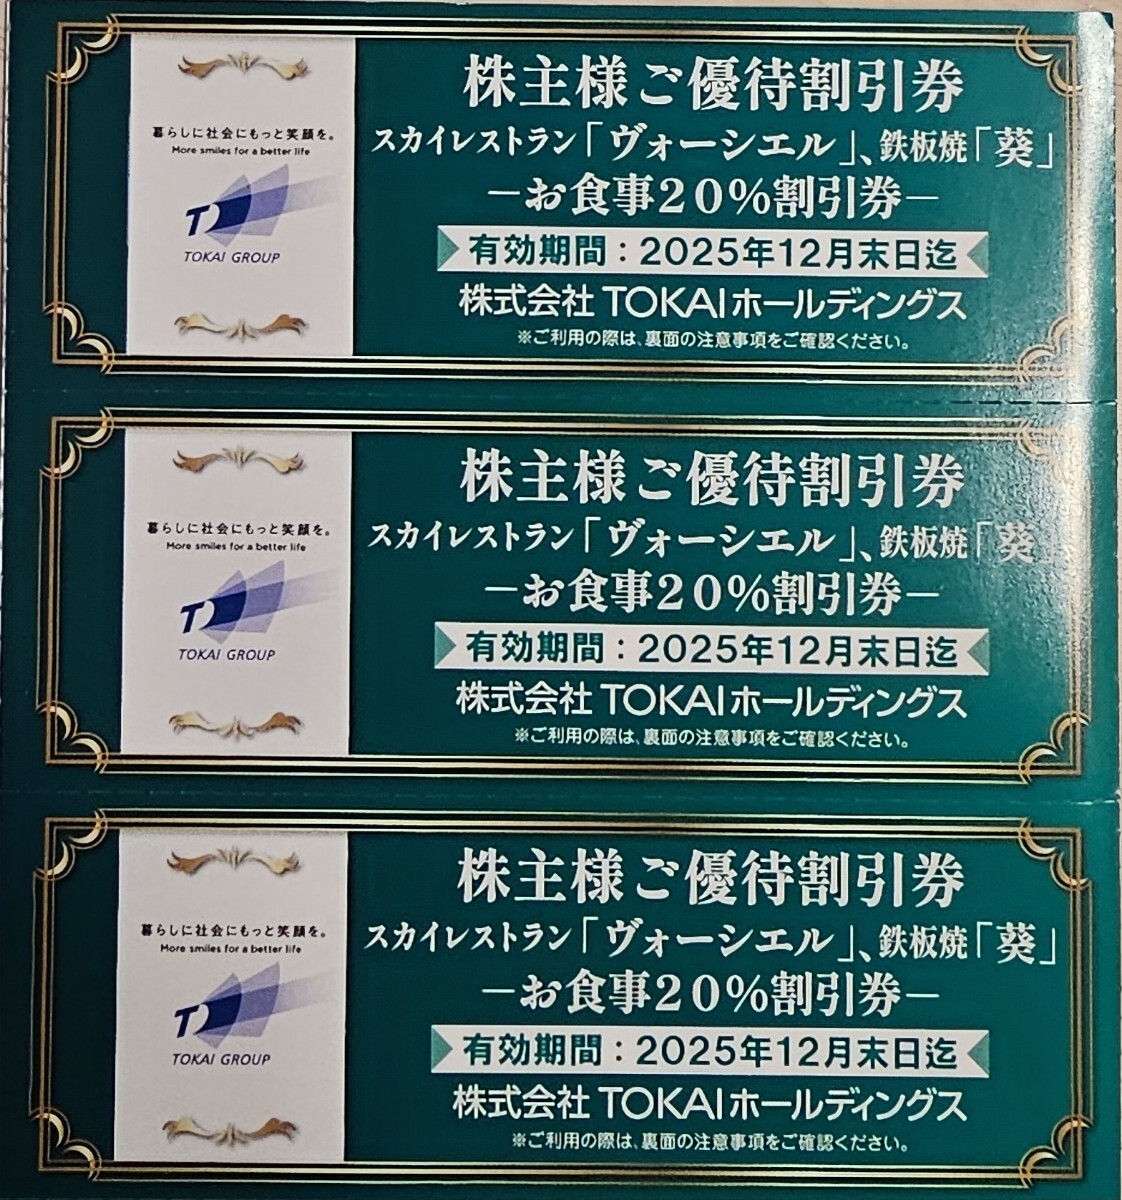 株主様ご優待割引券
暮らしに社会にもっと笑顔を。
More smiles for a better life
スカイレストラン「ヴォーシエル」、鉄板焼「葵」
－お食事20%割引券－
TOKAI GROUP
有効期間：2025年12月末日迄
株式会社 TOKAIホールディングス
※ご利用の際は、裏面の注意事項をご確認ください。
株主様ご優待割引券
暮らしに社会にもっと笑顔を。
More smiles for a better life
スカイレストラン「ヴォーシエル」、鉄板焼「葵」
－お食事20%割引券－
TOKAI GROUP
有効期間：2025年12月末日迄
株式会社 TOKAIホールディングス
※ご利用の際は、裏面の注意事項をご確認ください。
株主様ご優待割引券
暮らしに社会にもっと笑顔を。
More smiles for a better life
スカイレストラン「ヴォーシエル」、鉄板焼「葵」
－お食事20%割引券－
TOKAI GROUP
有効期間：2025年12月末日迄
株式会社 TOKAIホールディングス
※ご利用の際は、裏面の注意事項をご確認ください。